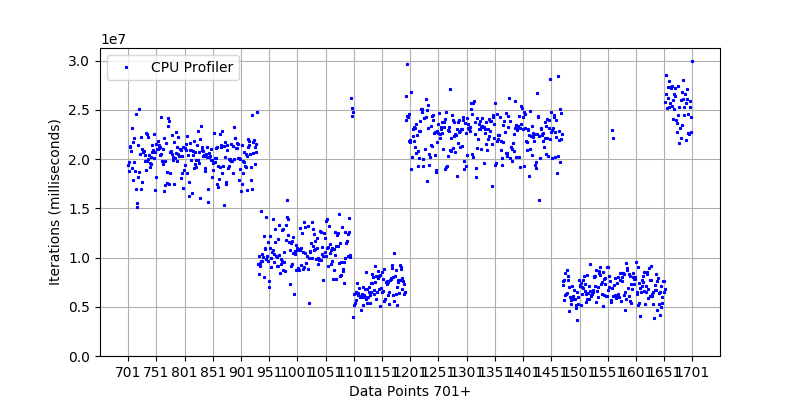 1e7
CPU Profiler
3.0
2.5
2.0
1.5
1.0
0.5
0.0
Iterations (milliseconds)
701 751 801 851 901 951 1001 1051 1101 1151 1201 1251 1301 1351 1401 1451 1501 1551 1601 1651 1701
Data Points 701+